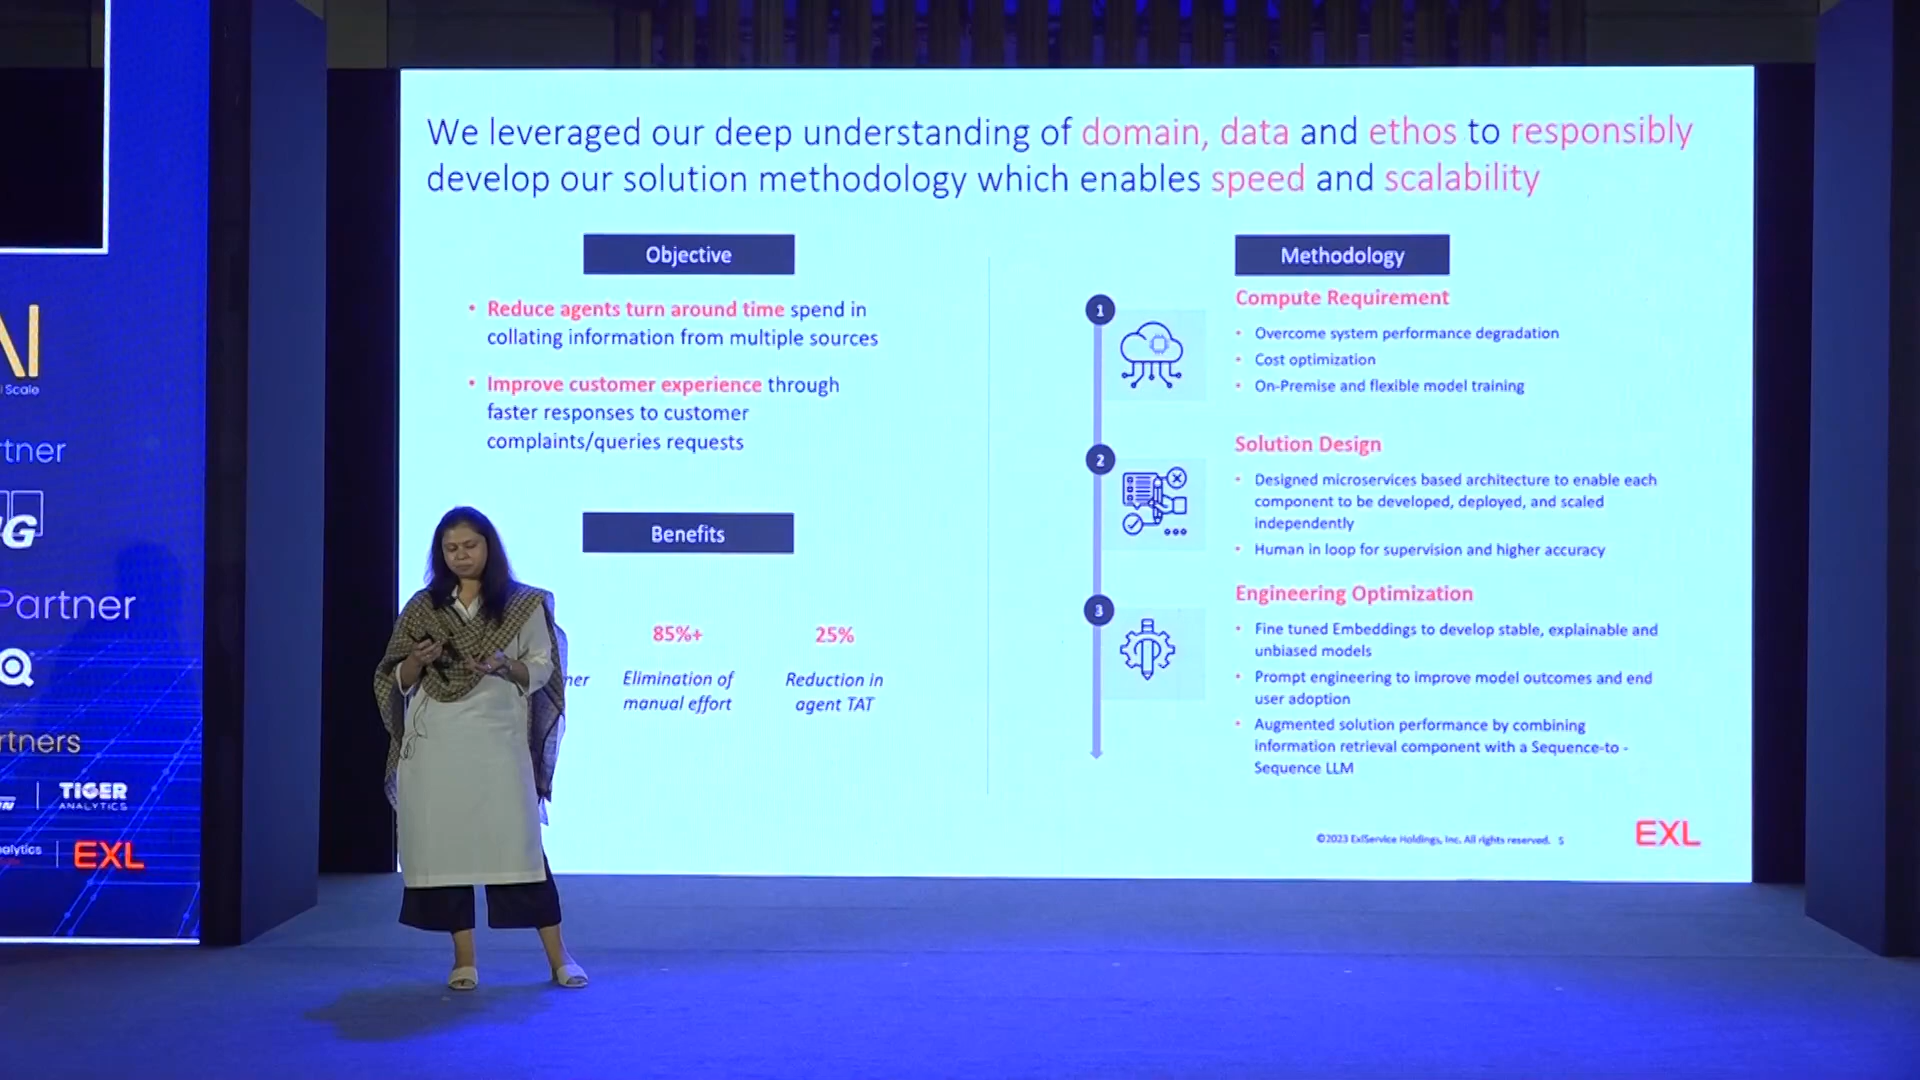 We leveraged our deep understanding of domain, data and ethos to responsibly
develop our solution methodology which enables speed and scalability
Objective
• Reduce agents turn around time spend in
collating information from multiple sources
• Improve customer experience through
faster responses to customer
complaints/queries requests
Benefits
85%+
25%
Elimination of
manual effort
Reduction in
agent TAT
Methodology
1
Compute Requirement
• Overcome system performance degradation
• Cost optimization
• On-Premise and flexible model training
2
Solution Design
• Designed microservices based architecture to enable each
component to be developed, deployed, and scaled
independently
• Human in loop for supervision and higher accuracy
3
Engineering Optimization
• Fine tuned Embeddings to develop stable, explainable and
unbiased models
• Prompt engineering to improve model outcomes and end
user adoption
• Augmented solution performance by combining
information retrieval component with a Sequence-to -
Sequence LLM
©2023 ExlService Holdings, Inc. All rights reserved. 5
EXL
Scale
Partner
TIGER
ANALYTICS
EXL